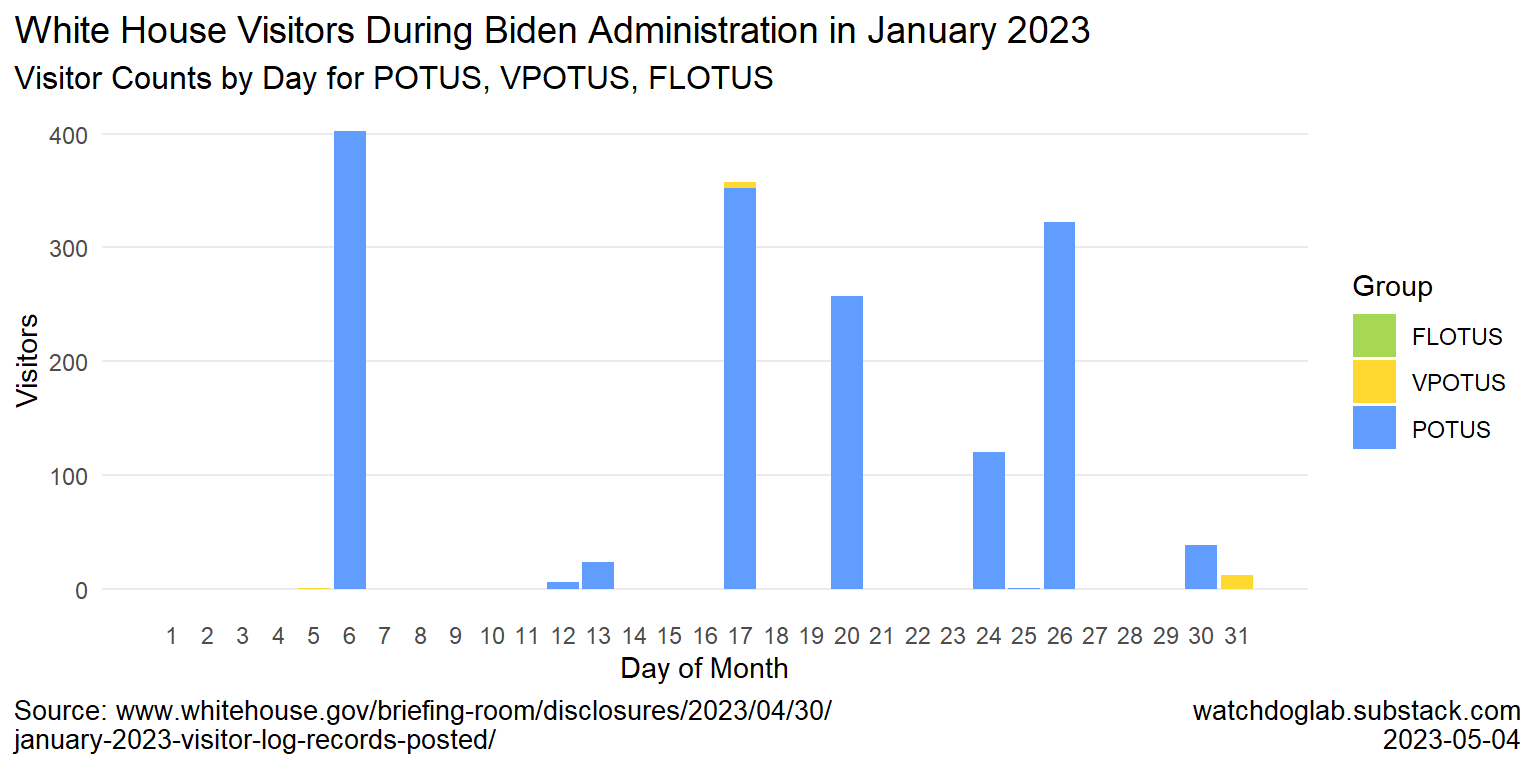 White House Visitors During Biden Administration in January 2023
Visitor Counts by Day for POTUS, VPOTUS, FLOTUS
400
300
200
100
0
Visitors
1 2 3 4 5 6 7 8 9 10 11 12 13 14 15 16 17 18 19 20 21 22 23 24 25 26 27 28 29 30 31
Day of Month
Group
FLOTUS
VPOTUS
POTUS
Source: www.whitehouse.gov/briefing-room/disclosures/2023/04/30/
january-2023-visitor-log-records-posted/
watchdoglab.substack.com
2023-05-04